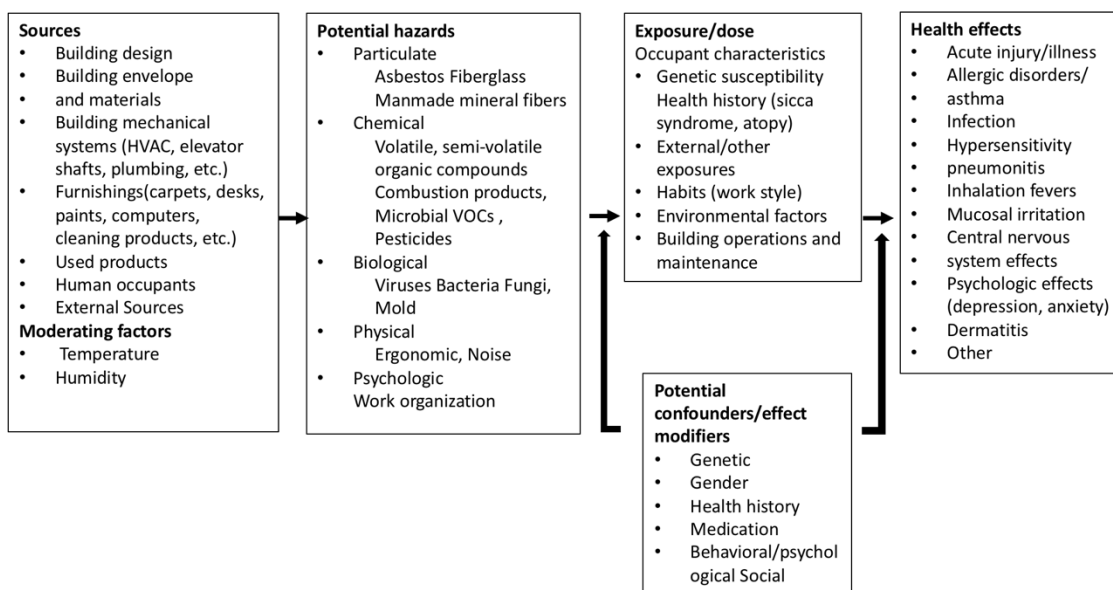 Sources
• Building design
• Building envelope
• and materials
• Building mechanical
systems (HVAC, elevator
shafts, plumbing, etc.)
• Furnishings(carpets, desks,
paints, computers,
cleaning products, etc.)
• Used products
• Human occupants
• External Sources
Moderating factors
• Temperature
• Humidity
Potential hazards
• Particulate
Asbestos Fiberglass
Manmade mineral fibers
• Chemical
Volatile, semi-volatile
organic compounds
Combustion products,
Microbial VOCs ,
Pesticides
• Biological
Viruses Bacteria Fungi,
Mold
• Physical
Ergonomic, Noise
• Psychologic
Work organization
Exposure/dose
Occupant characteristics
• Genetic susceptibility
Health history (sicca
syndrome, atopy)
• External/other
exposures
• Habits (work style)
• Environmental factors
• Building operations and
maintenance
Potential
confounders/effect
modifiers
• Genetic
• Gender
• Health history
• Medication
• Behavioral/psychol
ogical Social
Health effects
• Acute injury/illness
• Allergic disorders/
• asthma
• Infection
• Hypersensitivity
• pneumonitis
• Inhalation fevers
• Mucosal irritation
• Central nervous
• system effects
• Psychologic effects
(depression, anxiety)
• Dermatitis
• Other